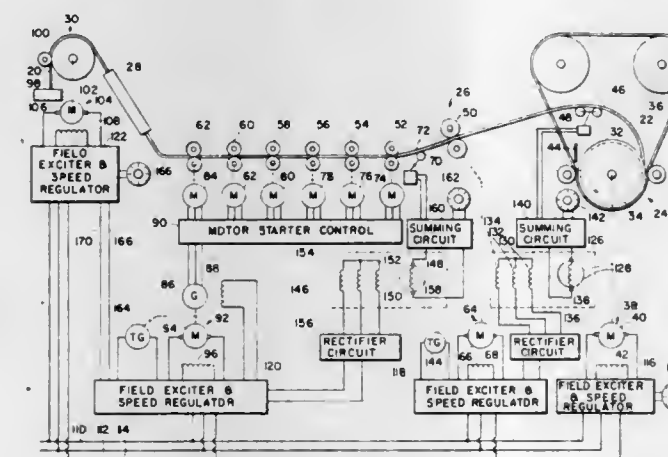 30
100
20
98
106
102
104
M
108
122
28
FIELD
EXCITER &
SPEED
REGULATOR
166
62
60
58
56
54
52
72
70
26
50
46
48
22
36
32
44
34
24
84
62
80
78
76
74
162
160
M M M M M M
90
MOTOR STARTER CONTROL
SUMMING
CIRCUIT
140
142
SUMMING
CIRCUIT
134
132
130
126
128
136
136
170
166
154
88
86
G
152
148
146
150
158
156
164
TG
94
M
92
96
120
RECTIFIER
CIRCUIT
118
64
M
TG
144
166
68
RECTIFIER
CIRCUIT
38
40
M
42
116
FIELD EXCITER &
SPEED REGULATOR
FIELD EXCITER &
SPEED REGULATOR
FIELD EXCITER
& SPEED
REGULATOR
110 112 114